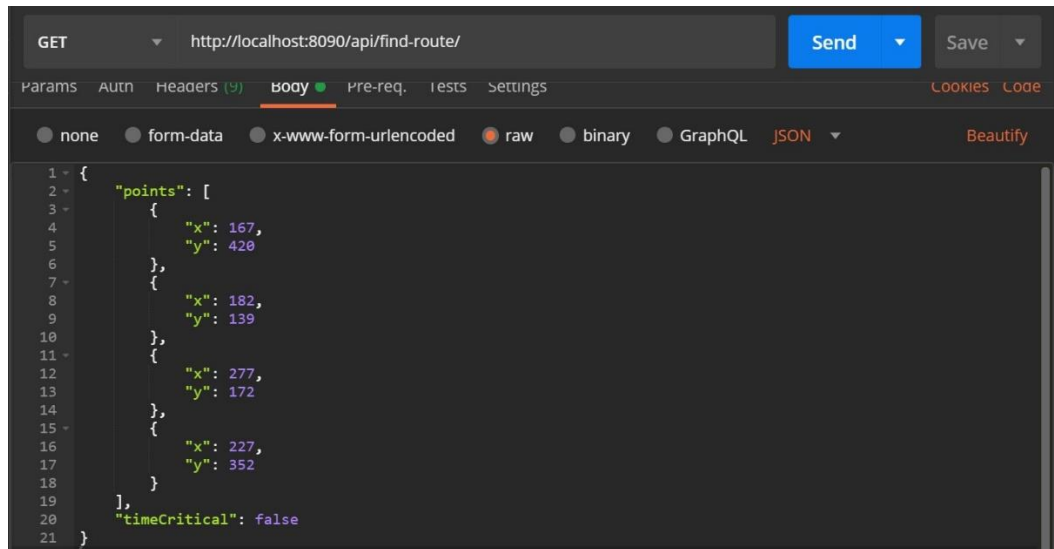 GET http://localhost:8090/api/find-route/ Send Save
Params Auth Headers (9) Body Pre-req. Tests Settings Cookies Code
none form-data x-www-form-urlencoded raw binary GraphQL JSON Beautify
1 {
2 "points": [
3 {
4 "x": 167,
5 "y": 420
6 },
7 {
8 "x": 182,
9 "y": 139
10 },
11 {
12 "x": 277,
13 "y": 172
14 },
15 {
16 "x": 227,
17 "y": 352
18 }
19 ],
20 "timeCritical": false
21 }